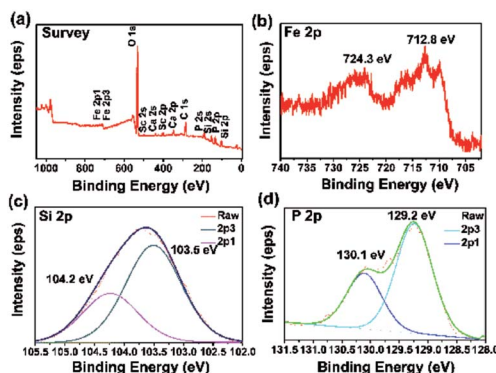 (a)
Survey
O 1s
Fe 2p1
Fe 2p3
Sc 2s
Ca 2s
Sc 2p
Ca 2p
C 1s
P 2s
Si 2s
P 2p
Si 2p
Intensity (eps)
1000 800 600 400 200 0
Binding Energy (eV)
(b)
Fe 2p
712.8 eV
724.3 eV
Intensity (eps)
740 730 720 710 702
Binding Energy (eV)
(c)
Si 2p
Raw
2p3
2p1
104.2 eV
103.5 eV
Intensity (eps)
105.5 105.0 104.5 104.0 103.5 103.0 102.5 102.0
Binding Energy (eV)
(d)
P 2p
129.2 eV
Raw
2p3
2p1
130.1 eV
Intensity (eps)
131.5 131.0 130.5 130.0 129.5 129.0 128.5 128.0
Binding Energy (eV)